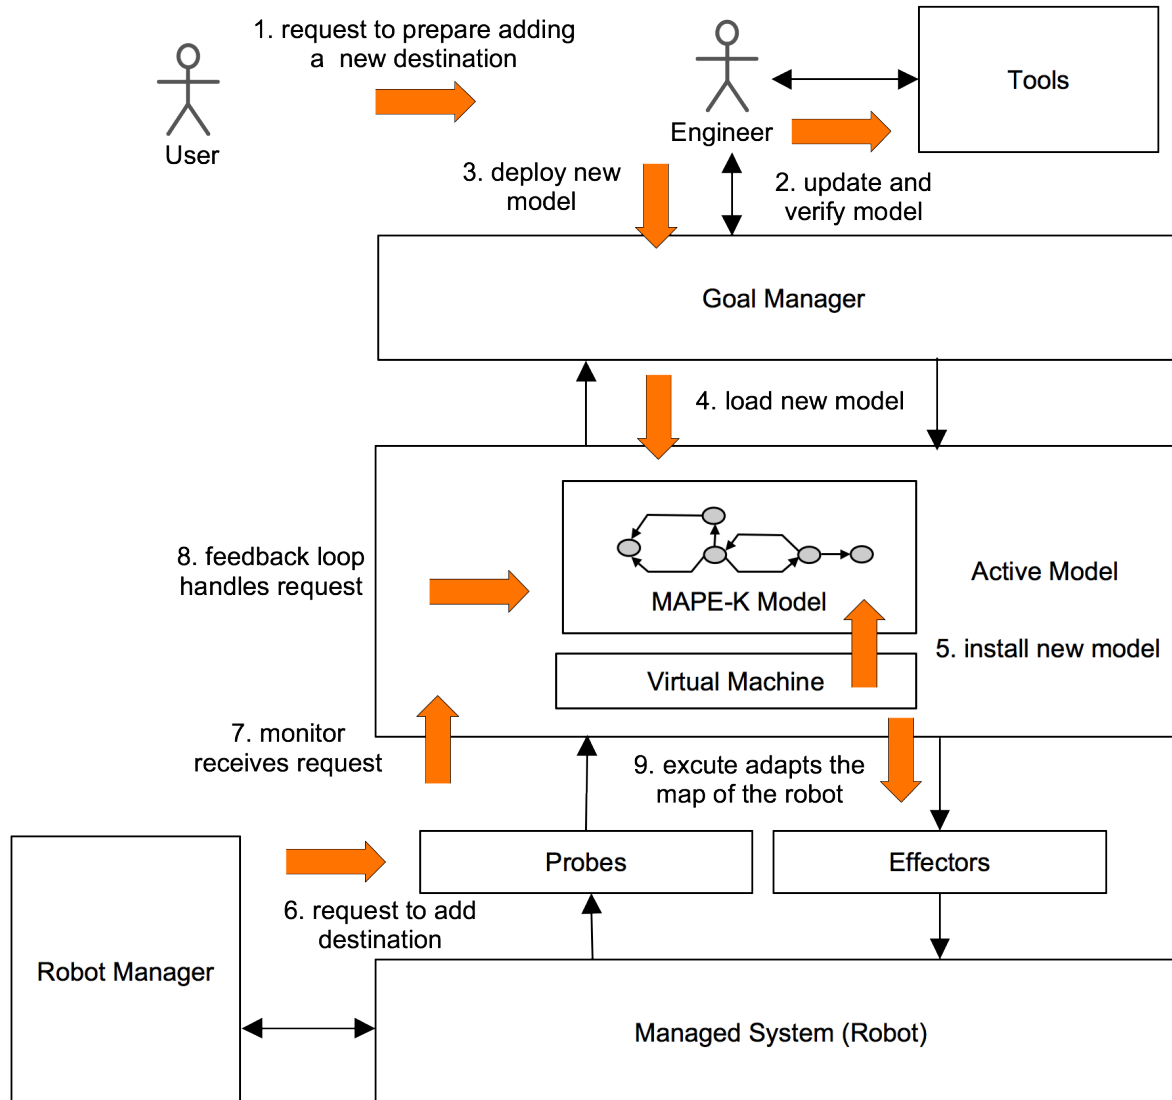 1. request to prepare adding
a  new destination
User
Engineer
Tools
3. deploy new
model
2. update and
verify model
Goal Manager
4. load new model
8. feedback loop
handles request
MAPE-K Model
Active Model
5. install new model
Virtual Machine
7. monitor
receives request
9. excute adapts the
map of the robot
Probes
Effectors
6. request to add
destination
Robot Manager
Managed System (Robot)